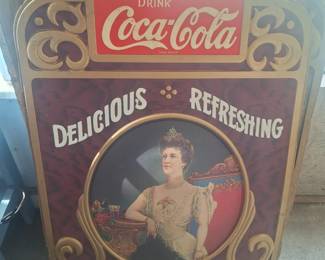 DRINK
Coca-Cola
DELICIOUS REFRESHING